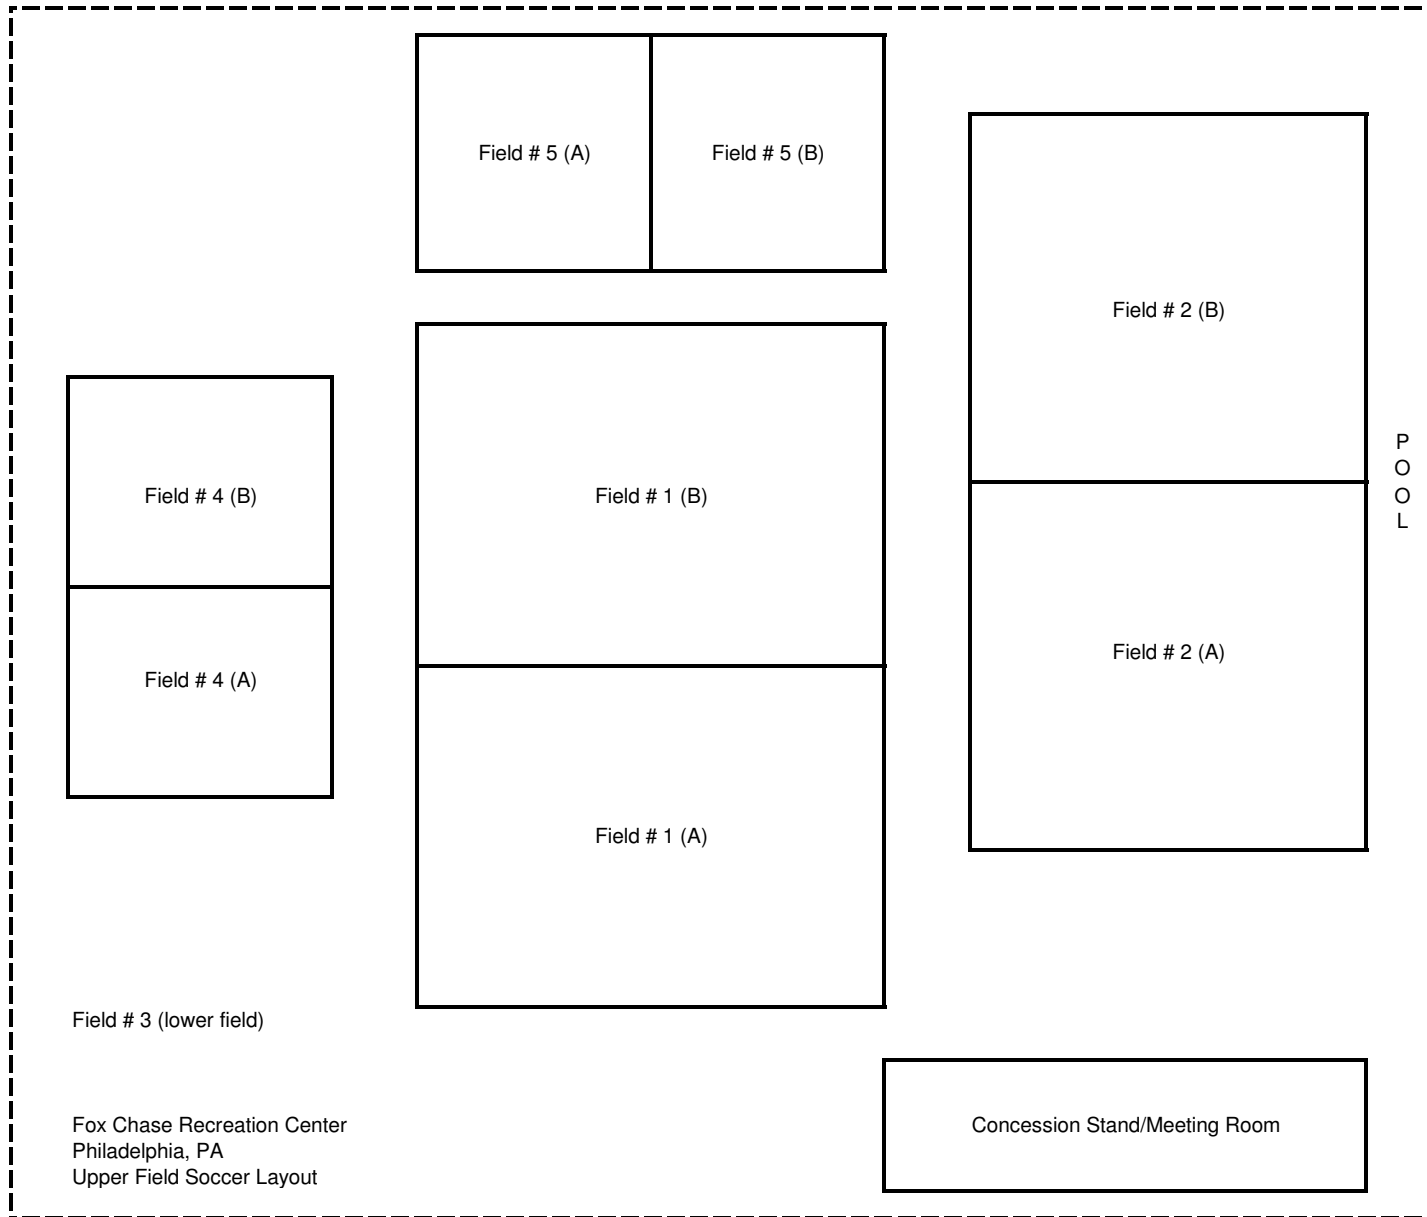 Field # 5 (A)
Field # 5 (B)
Field # 2 (B)
P
O
O
L
Field # 4 (B)
Field # 1 (B)
Field # 2 (A)
Field # 4 (A)
Field # 1 (A)
Field # 3 (lower field)
Fox Chase Recreation Center
Philadelphia, PA
Upper Field Soccer Layout
Concession Stand/Meeting Room